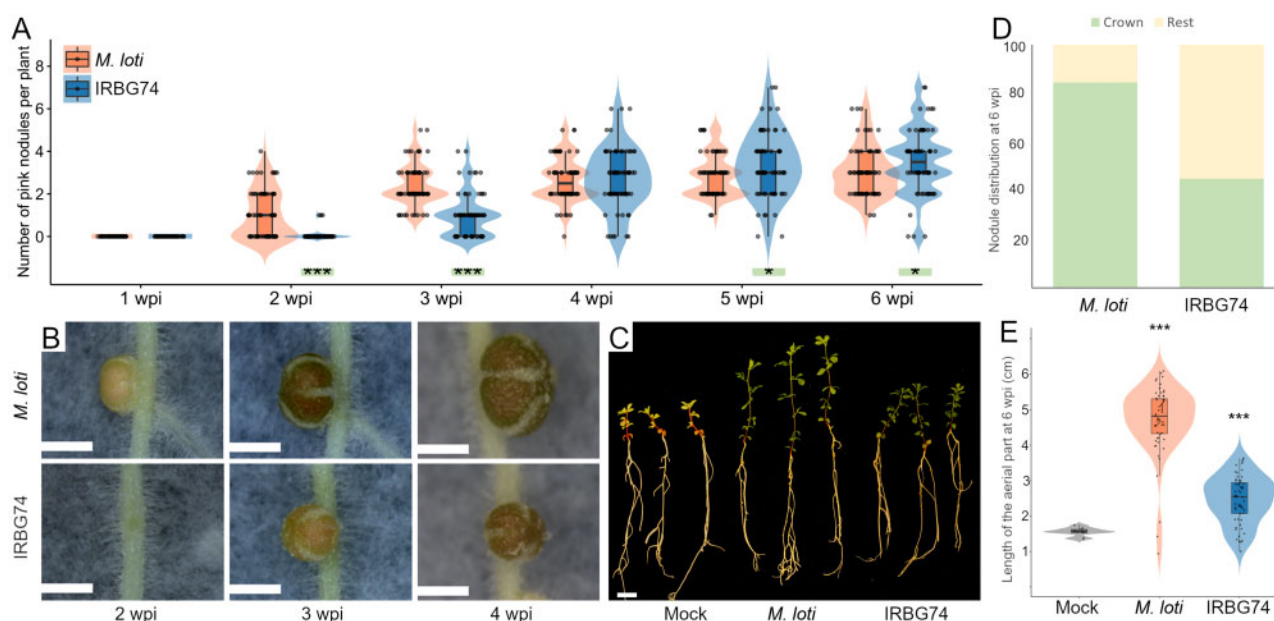 A
Number of pink nodules per plant
8
6
4
2
0
M. loti
IRBG74
***
***
*
*
1 wpi
2 wpi
3 wpi
4 wpi
5 wpi
6 wpi
D
Crown
Rest
Nodule distribution at 6 wpi
100
80
60
40
20
M. loti
IRBG74
B
M. loti
IRBG74
2 wpi
3 wpi
4 wpi
C
Mock
M. loti
IRBG74
E
Length of the aerial part at 6 wpi (cm)
6
5
4
3
2
1
***
***
Mock
M. loti
IRBG74